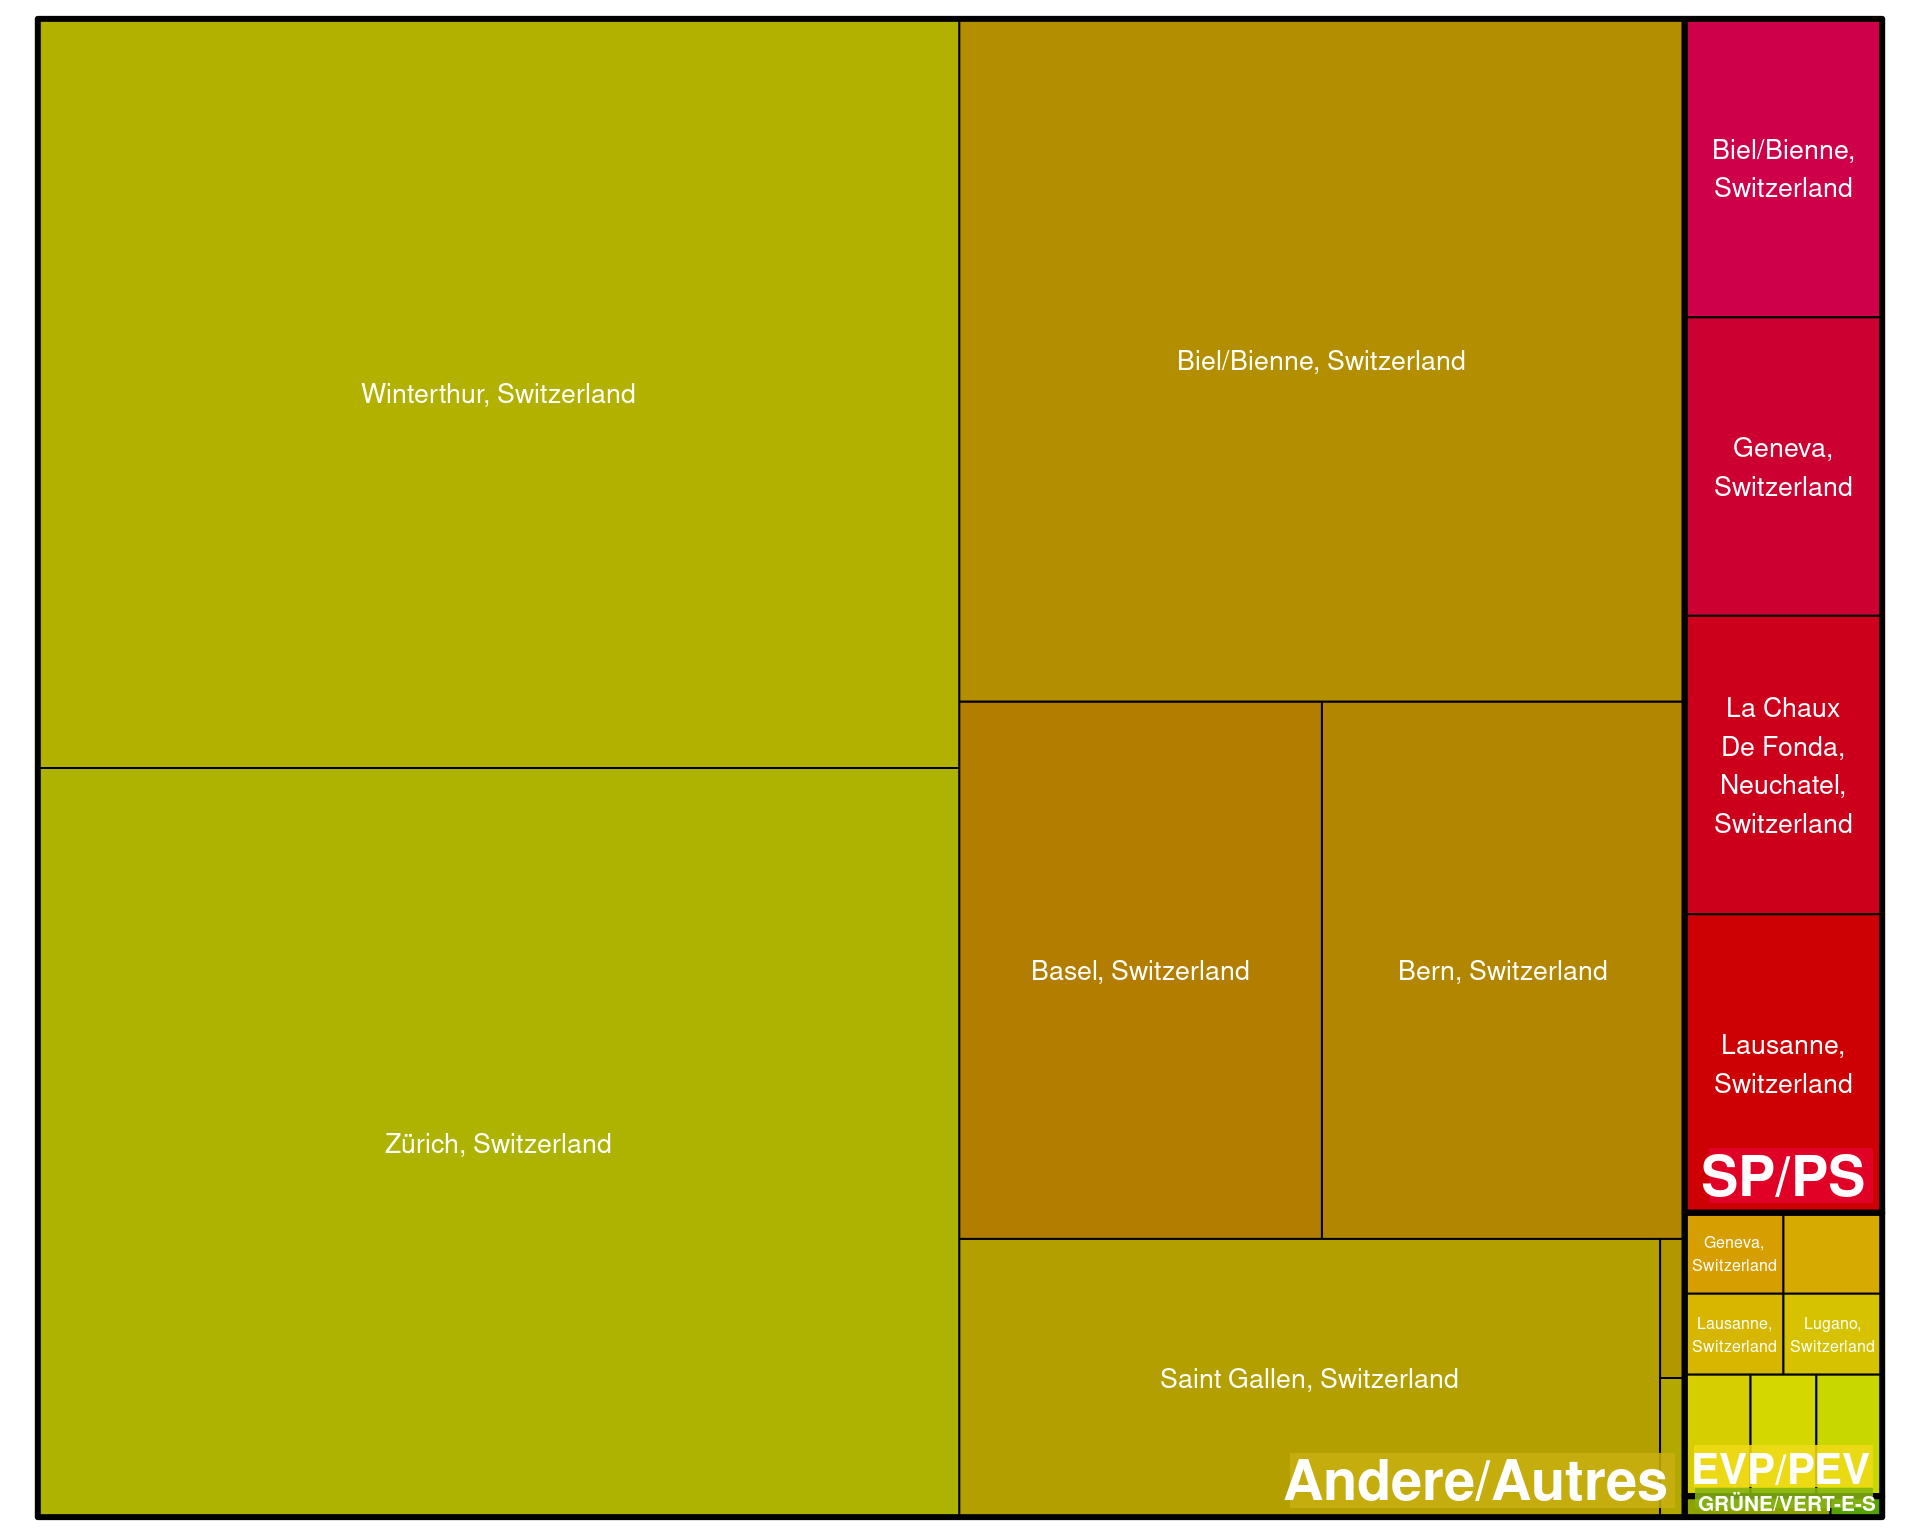 Winterthur, Switzerland
Zürich, Switzerland
Biel/Bienne, Switzerland
Basel, Switzerland
Bern, Switzerland
Saint Gallen, Switzerland
Andere/Autres
Biel/Bienne,
Switzerland
Geneva,
Switzerland
La Chaux
De Fonda,
Neuchatel,
Switzerland
Lausanne,
Switzerland
SP/PS
Geneva,
Switzerland
Lausanne,
Switzerland
Lugano,
Switzerland
EVP/PEV
GRÜNE/VERT-E-S